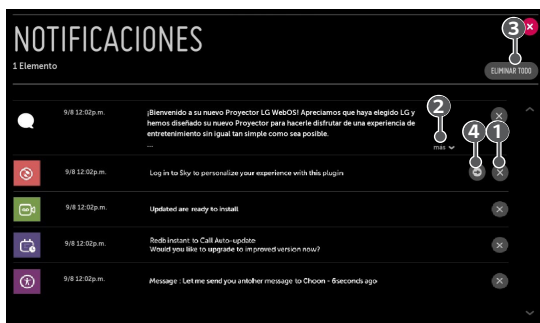 NOTIFICACIONES
3
1 Elemento
ELIMINAR TODO
9/8 12:02p.m.
¡Bienvenido a su nuevo Proyector LG WebOS! Apreciamos que haya elegido LG y
hemos diseñado su nuevo Proyector para hacerle disfrutar de una experiencia de
entretenimiento sin igual tan simple como sea posible.
...
2
más
4
1
9/8 12:02p.m.
Log in to Sky to personalize your experience with this plugin
9/8 12:02p.m.
Updated are ready to install
9/8 12:02p.m.
Redb instant to Call Auto-update
Would you like to upgrade to improved version now?
9/8 12:02p.m.
Message : Let me send you antoher message to Choon - 6seconds ago